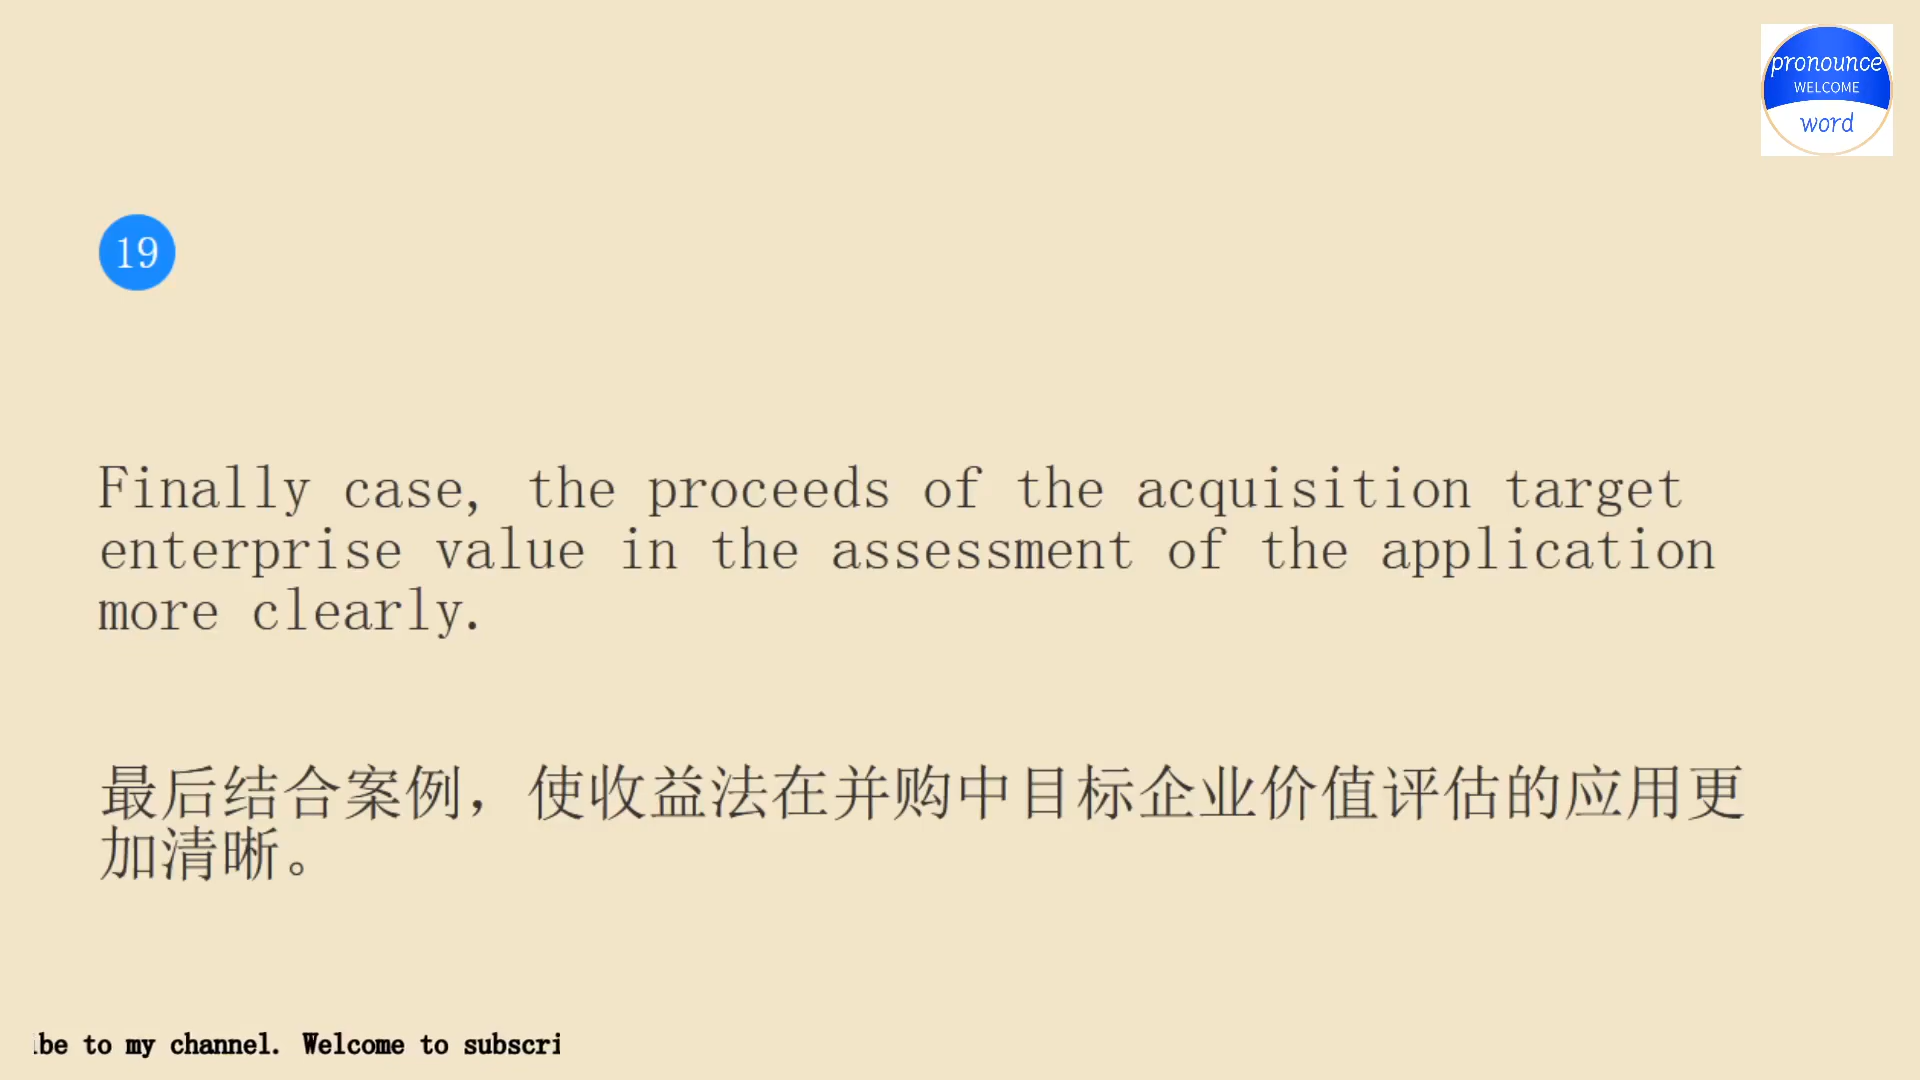 pronounce
WELCOME
word
19
Finally case, the proceeds of the acquisition target
enterprise value in the assessment of the application
more clearly.
最后结合案例，使收益法在并购中目标企业价值评估的应用更
加清晰。
ibe to my channel. Welcome to subscri